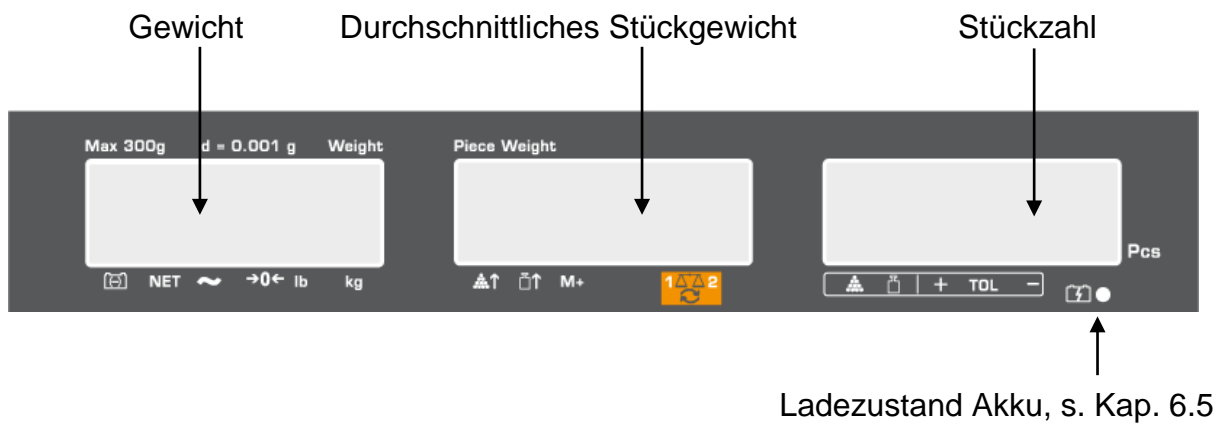 Gewicht Durchschnittliches Stückgewicht Stückzahl
Max 300g d = 0.001 g Weight Piece Weight
Pcs
NET ~ →0← lb kg M+ 1 2 + TOL −
Ladezustand Akku, s. Kap. 6.5